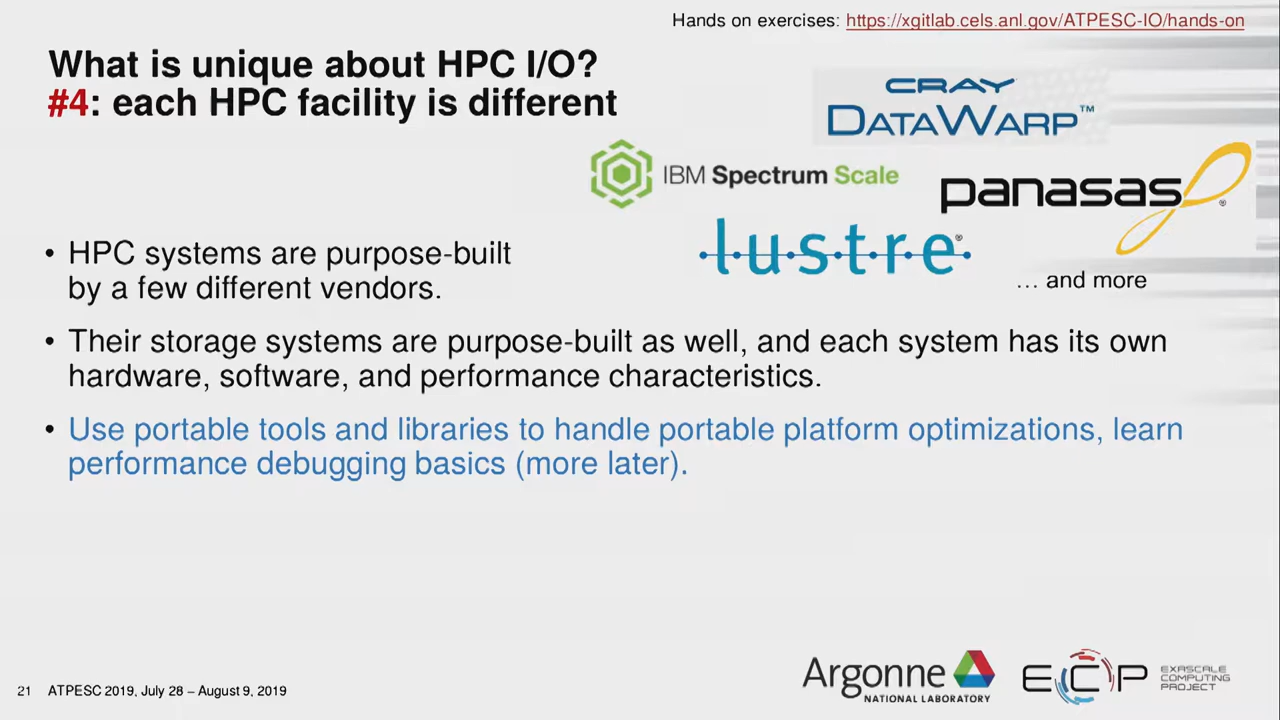 Hands on exercises: https://xgitlab.cels.anl.gov/ATPESC-IO/hands-on
What is unique about HPC I/O?
#4: each HPC facility is different
CRAY
DATAWARP™
IBM Spectrum Scale
panasas®
lustre®
… and more
• HPC systems are purpose-built
by a few different vendors.
• Their storage systems are purpose-built as well, and each system has its own
hardware, software, and performance characteristics.
• Use portable tools and libraries to handle portable platform optimizations, learn
performance debugging basics (more later).
21 ATPESC 2019, July 28 – August 9, 2019
Argonne
NATIONAL LABORATORY
ECP
EXASCALE
COMPUTING
PROJECT